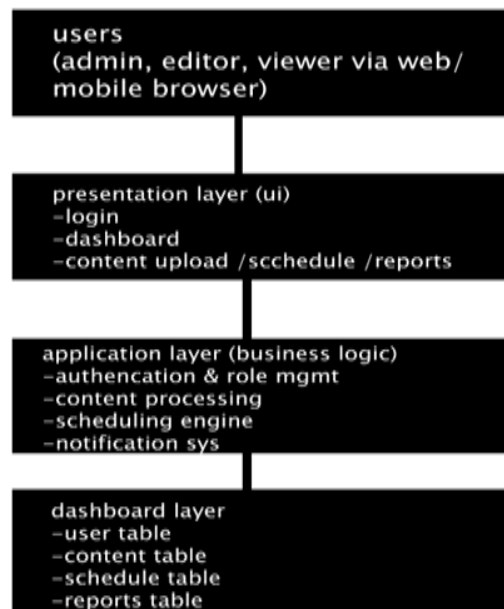 users
(admin, editor, viewer via web/
mobile browser)
presentation layer (ui)
-login
-dashboard
-content upload /scchedule /reports
application layer (business logic)
-authencation & role mgmt
-content processing
-scheduling engine
-notification sys
dashboard layer
-user table
-content table
-schedule table
-reports table